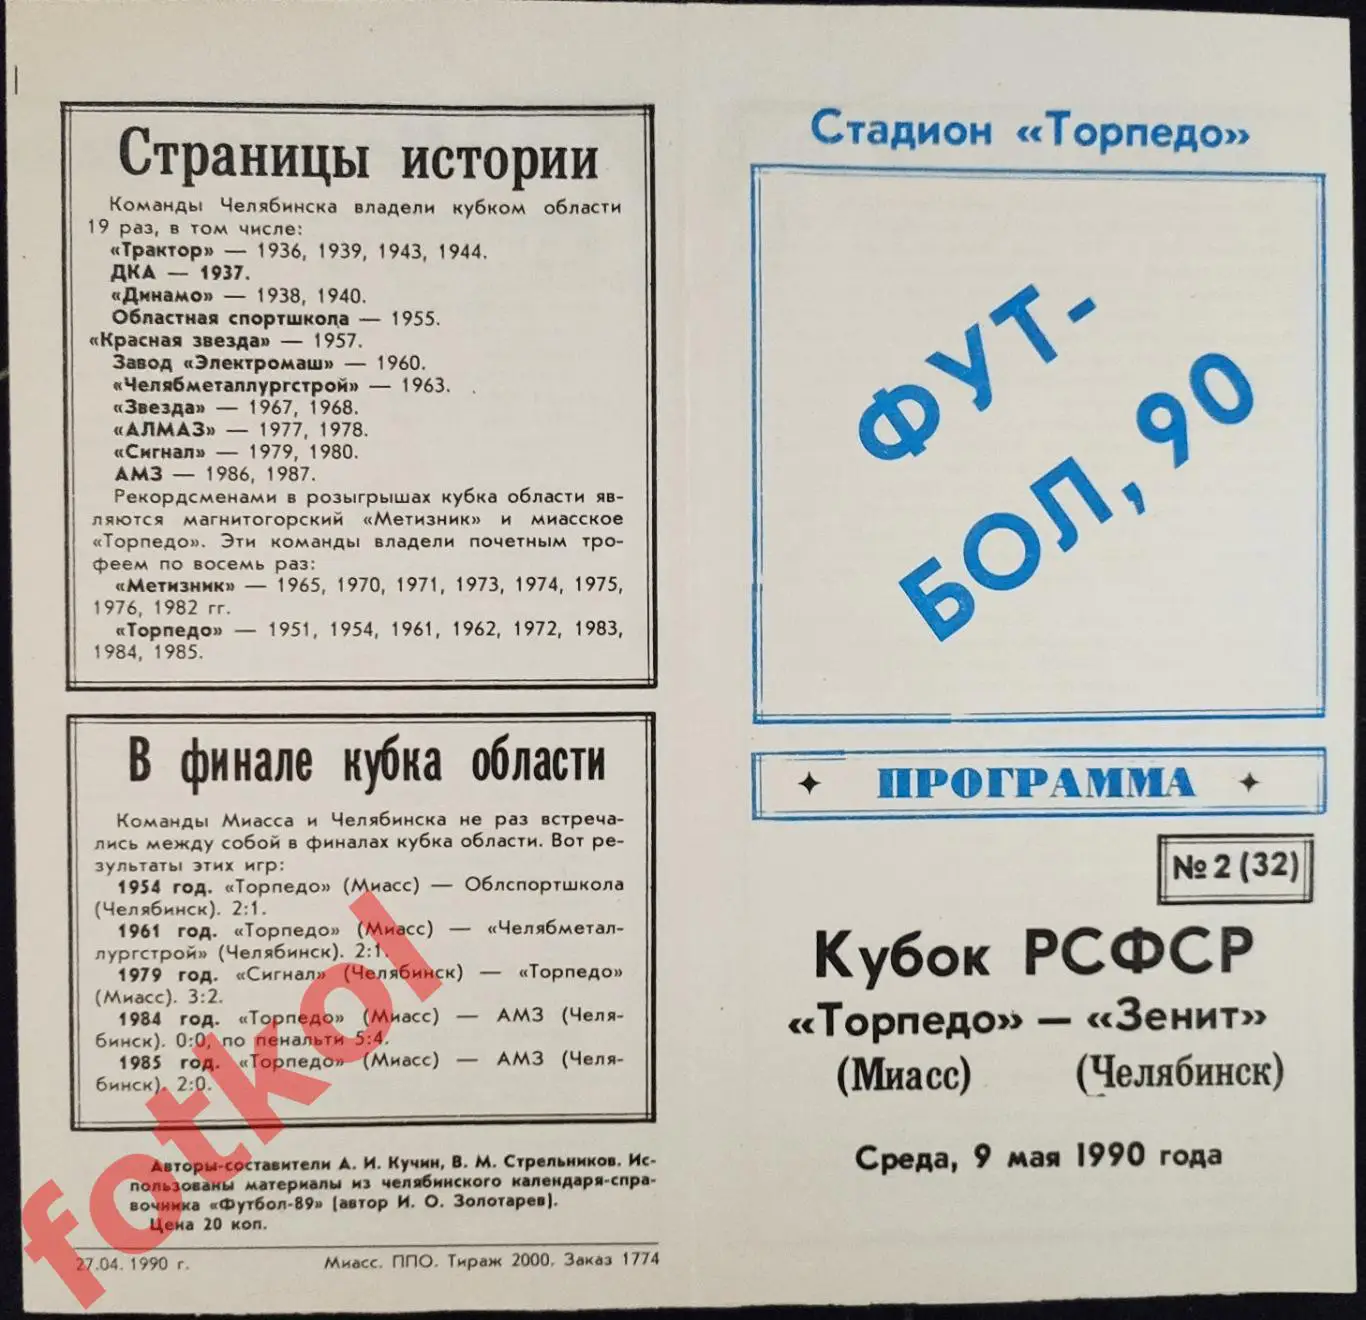 Страницы истории
Команды Челябинска владели кубком области
19 раз, в том числе:
«Трактор» — 1936, 1939, 1943, 1944.
ДКА — 1937.
«Динамо» — 1938, 1940.
Областная спортшкола — 1955.
«Красная звезда» — 1957.
Завод «Электромаш» — 1960.
«Челябметаллургстрой» — 1963.
«Звезда» — 1967, 1968.
«АЛМАЗ» — 1977, 1978.
«Сигнал» — 1979, 1980.
АМЗ — 1986, 1987.
Рекордсменами в розыгрышах кубка области яв-
ляются магнитогорский «Метизник» и миасское
«Торпедо». Эти команды владели почетным тро-
феем по восемь раз:
«Метизник» — 1965, 1970, 1971, 1973, 1974, 1975,
1976, 1982 гг.
«Торпедо» — 1951, 1954, 1961, 1962, 1972, 1983,
1984, 1985.
В финале кубка области
Команды Миасса и Челябинска не раз встреча-
лись между собой в финалах кубка области. Вот ре-
зультаты этих игр:
1954 год. «Торпедо» (Миасс) — Облспортшкола
(Челябинск). 2:1.
1961 год. «Торпедо» (Миасс) — «Челябметал-
лургстрой» (Челябинск). 2:1.
1979 год. «Сигнал» (Челябинск) — «Торпедо»
(Миасс). 3:2.
1984 год. «Торпедо» (Миасс) — АМЗ (Челя-
бинск). 0:0, по пенальти 5:4.
1985 год. «Торпедо» (Миасс) — АМЗ (Челя-
бинск). 2:0.
Авторы-составители А. И. Кучин, В. М. Стрельников. Ис-
пользованы материалы из челябинского календаря-спра-
вочника «Футбол-89» (автор И. О. Золотарев).
Цена 20 коп.
27.04. 1990 г. Миасс. ППО. Тираж 2000. Заказ 1774
fotkol
Стадион «Торпедо»
ФУТ-
БОЛ, 90
ПРОГРАММА
№ 2 (32)
Кубок РСФСР
«Торпедо» — «Зенит»
(Миасс) (Челябинск)
Среда, 9 мая 1990 года